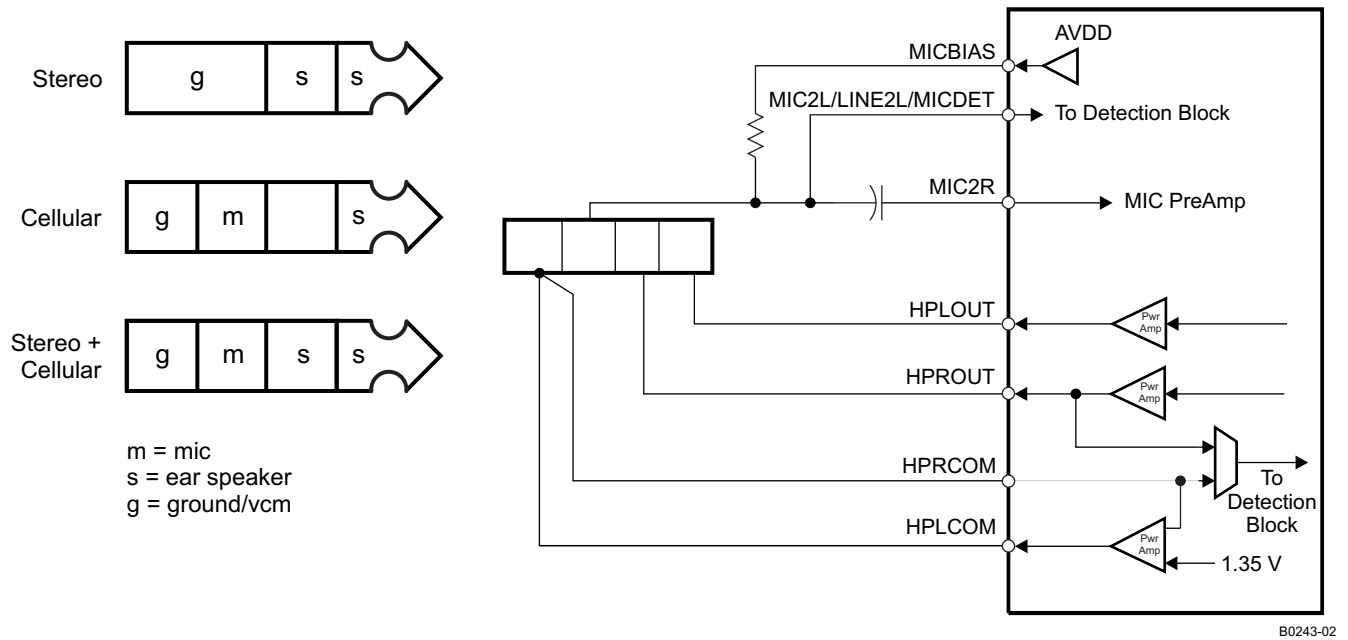 Stereo
g
s
s
Cellular
g
m
s
Stereo +
Cellular
g
m
s
s
m = mic
s = ear speaker
g = ground/vcm
AVDD
MICBIAS
MIC2L/LINE2L/MICDET
To Detection Block
MIC2R
MIC PreAmp
HPLOUT
Pwr
Amp
HPROUT
Pwr
Amp
HPRCOM
To
Detection
Block
HPLCOM
Pwr
Amp
1.35 V
B0243-02